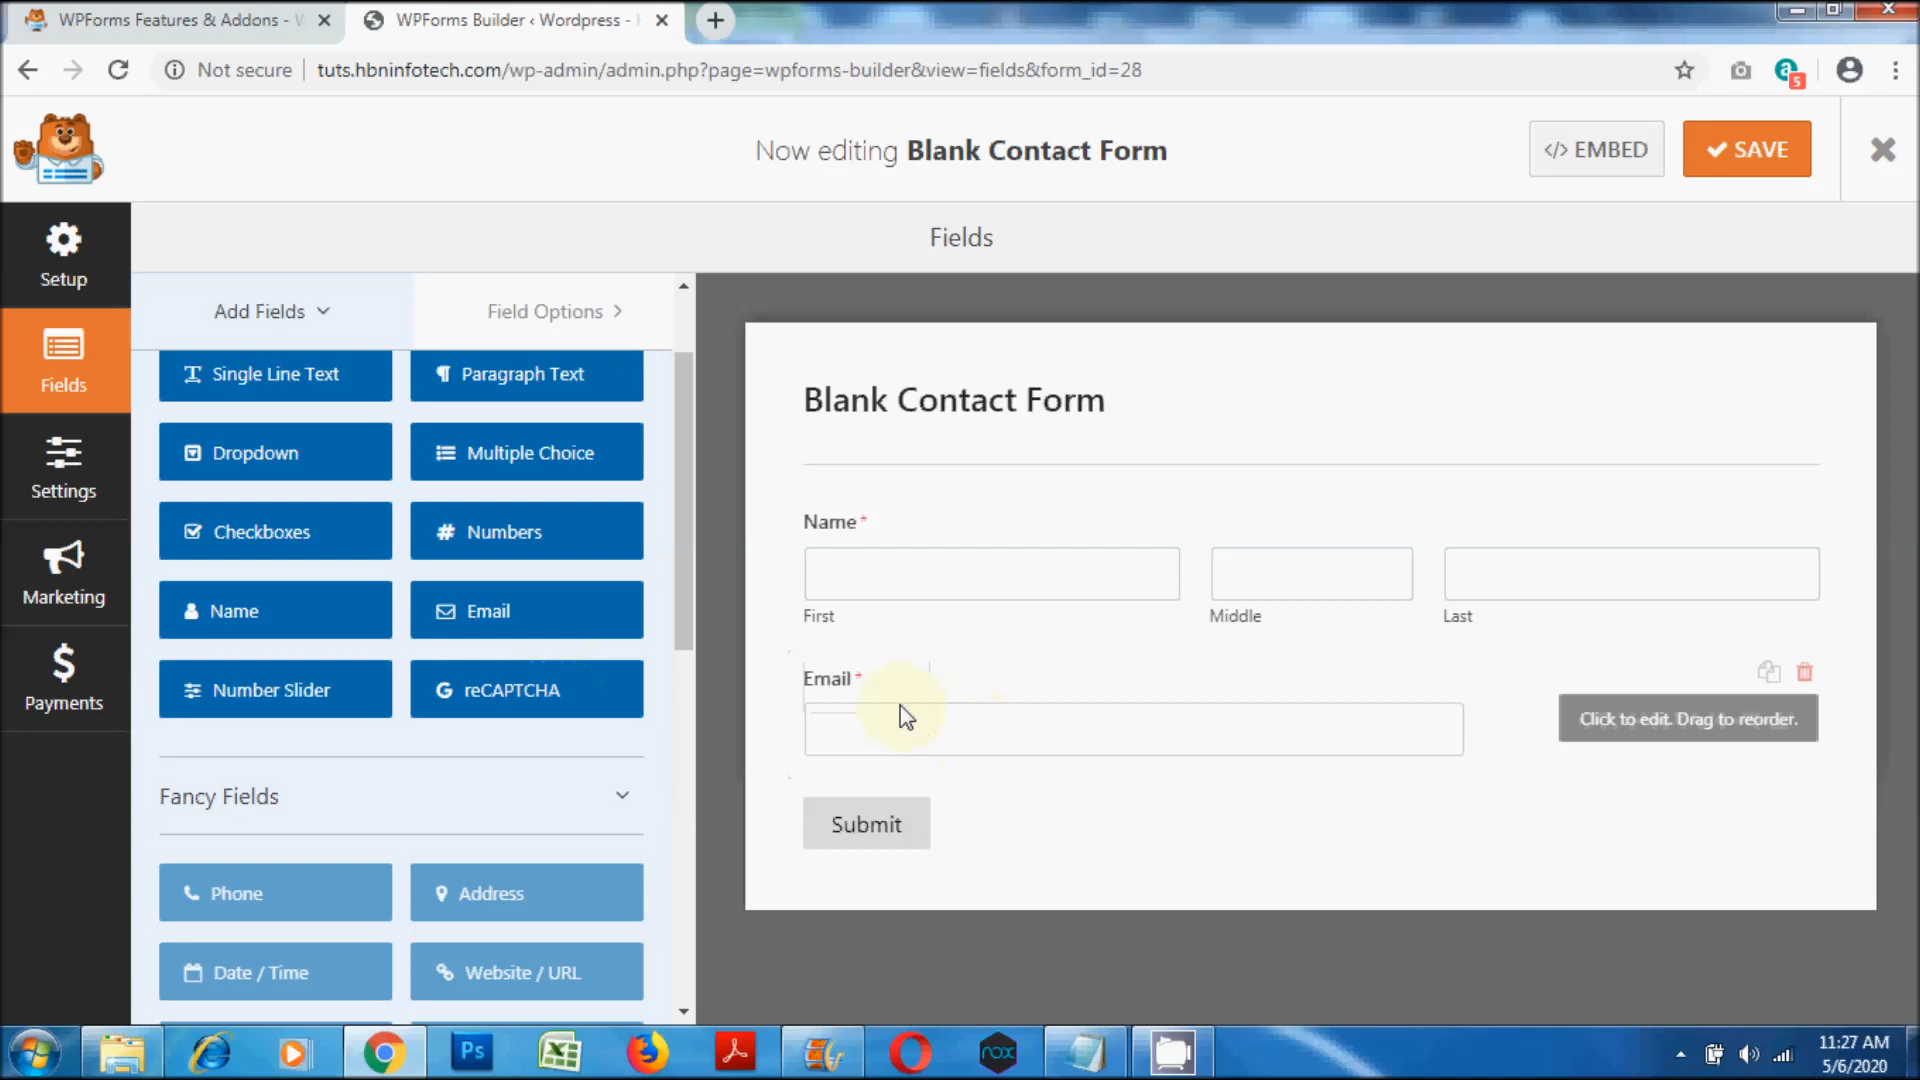 WPForms Features & Addons - W
WPForms Builder ‹ Wordpress -
Not secure
tuts.hbninfotech.com/wp-admin/admin.php?page=wpforms-builder&view=fields&form_id=28
5
Now editing Blank Contact Form
</> EMBED
SAVE
Setup
Fields
Settings
Marketing
Payments
Fields
Add Fields
Field Options
Single Line Text
Paragraph Text
Dropdown
Multiple Choice
Checkboxes
Numbers
Name
Email
Number Slider
reCAPTCHA
Fancy Fields
Phone
Address
Date / Time
Website / URL
Blank Contact Form
Name *
First
Middle
Last
Email *
Click to edit. Drag to reorder.
Submit
Ps
nox
11:27 AM
5/6/2020